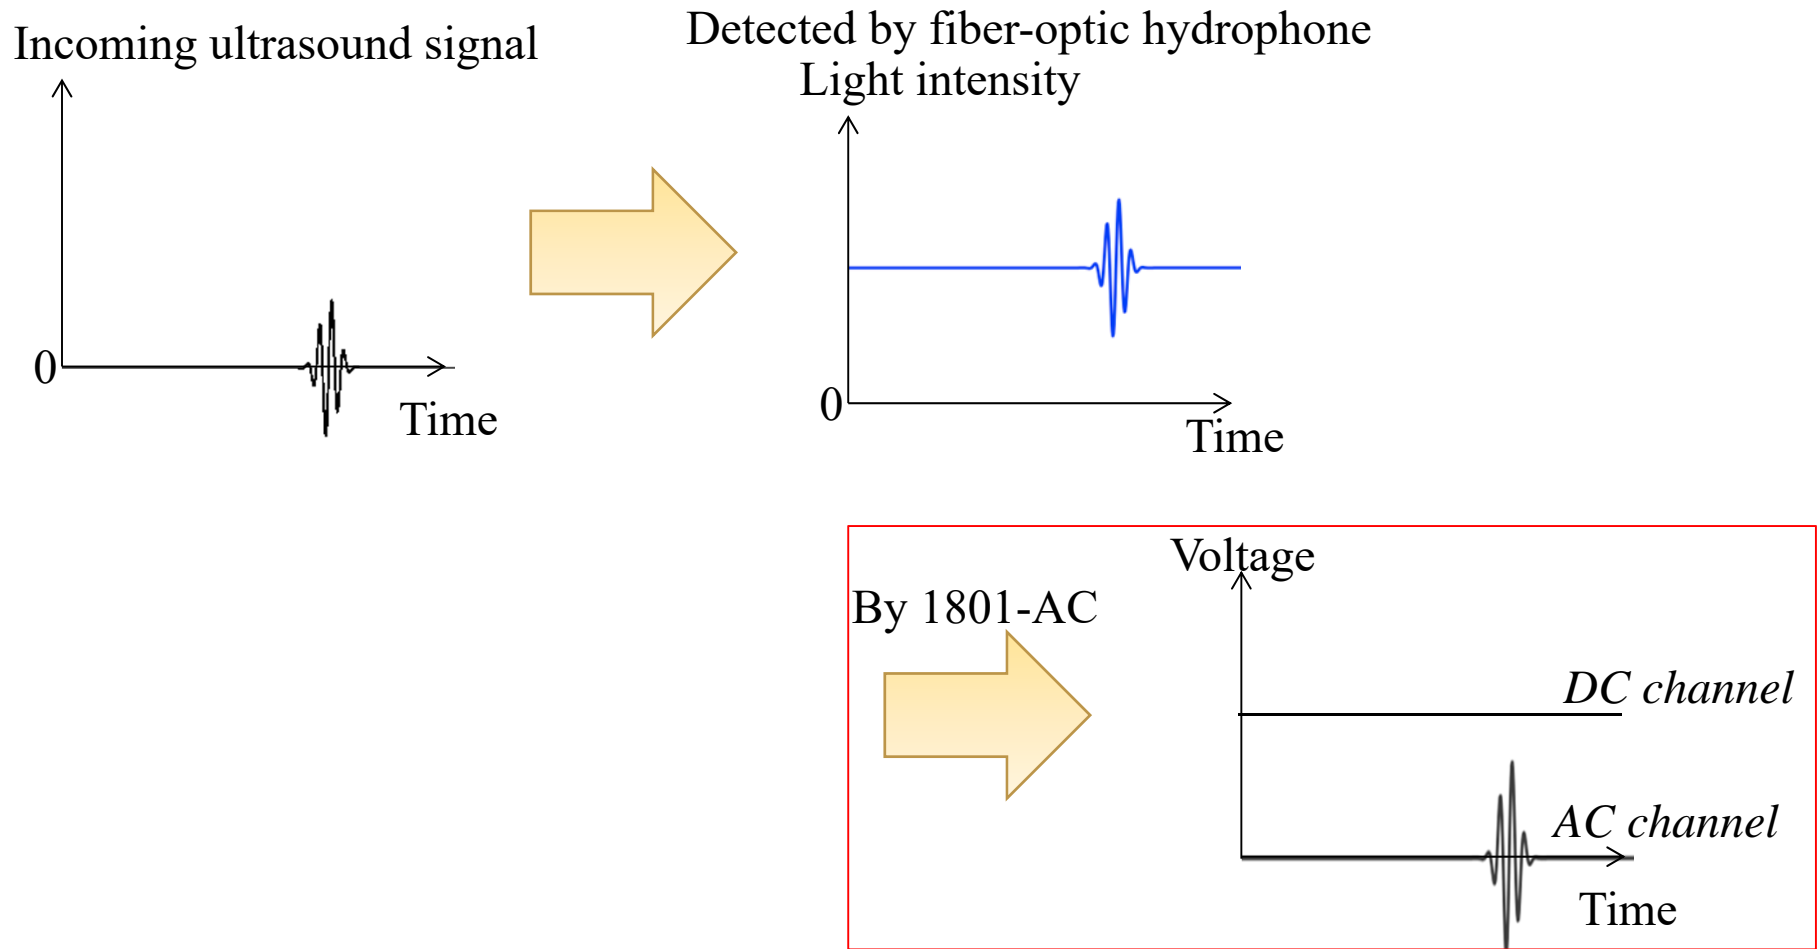 Incoming ultrasound signal
0
Time
Detected by fiber-optic hydrophone
Light intensity
0
Time
By 1801-AC
Voltage
DC channel
AC channel
Time